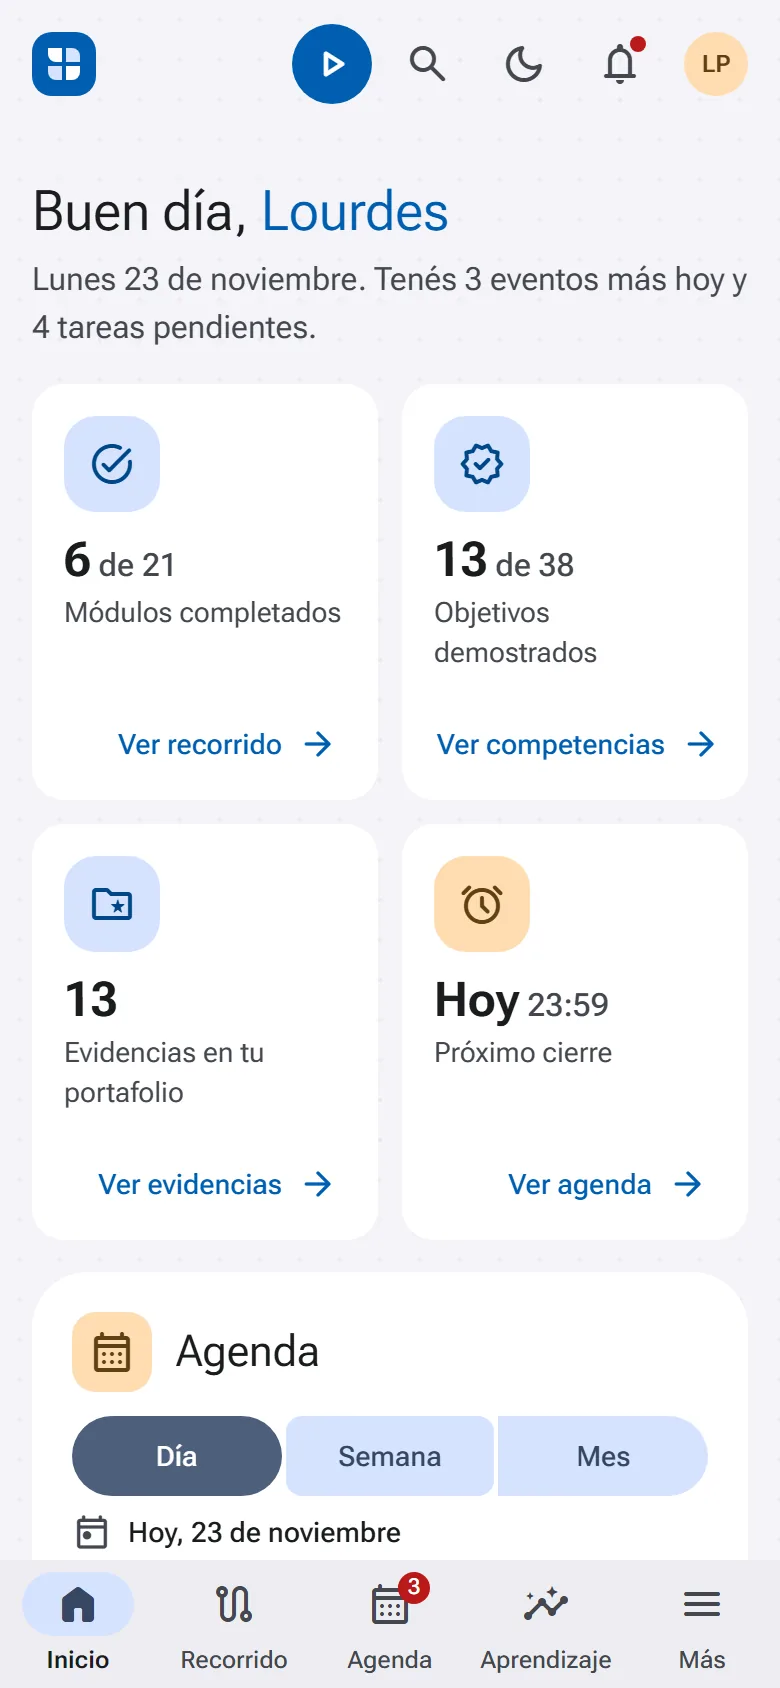 LP
Buen día, Lourdes
Lunes 23 de noviembre. Tenés 3 eventos más hoy y
4 tareas pendientes.
6 de 21
Módulos completados
Ver recorrido
13 de 38
Objetivos
demostrados
Ver competencias
13
Evidencias en tu
portafolio
Ver evidencias
Hoy 23:59
Próximo cierre
Ver agenda
Agenda
Día
Semana
Mes
Hoy, 23 de noviembre
Inicio
Recorrido
3
Agenda
Aprendizaje
Más